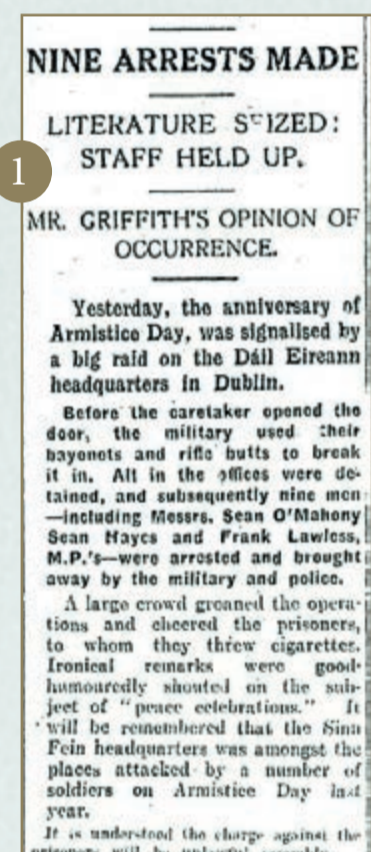 NINE ARRESTS MADE
LITERATURE SEIZED:
STAFF HELD UP.
1
MR. GRIFFITH'S OPINION OF
OCCURRENCE.
Yesterday, the anniversary of
Armistice Day, was signalised by
a big raid on the Dáil Eireann
headquarters in Dublin.
Before the caretaker opened the
door, the military used their
bayonets and rifle butts to break
it in. All in the offices were de-
tained, and subsequently nine men
—including Messrs. Sean O'Mahony
Sean Hayes and Frank Lawless,
M.P.'s—were arrested and brought
away by the military and police.
A large crowd groaned the opera-
tions and cheered the prisoners,
to whom they threw cigarettes.
Ironical remarks were good-
humouredly shouted on the sub-
ject of "peace celebrations." It
will be remembered that the Sinn
Fein headquarters was amongst the
places attacked by a number of
soldiers on Armistice Day last
year.
It is understood the charge against the
prisoners will be unlawful assembly